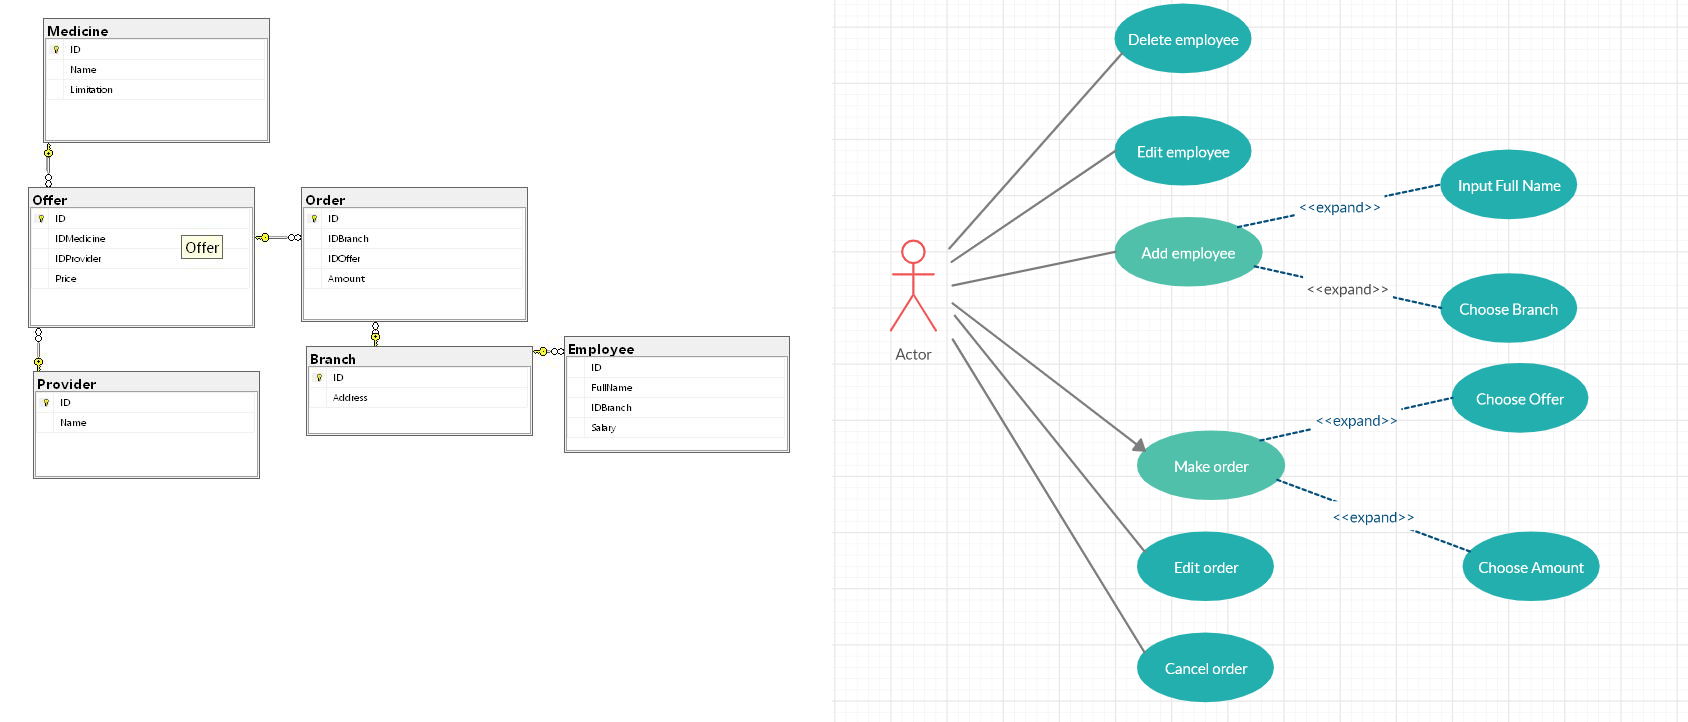 Medicine
ID
Name
Limitation
Offer
ID
IDMedicine
IDProvider
Price
Offer
Order
ID
IDBranch
IDOffer
Amount
Provider
ID
Name
Branch
ID
Address
Employee
ID
FullName
IDBranch
Salary
Delete employee
Edit employee
Add employee
<<expand>>
Input Full Name
<<expand>>
Choose Branch
Actor
Make order
<<expand>>
Choose Offer
<<expand>>
Choose Amount
Edit order
Cancel order